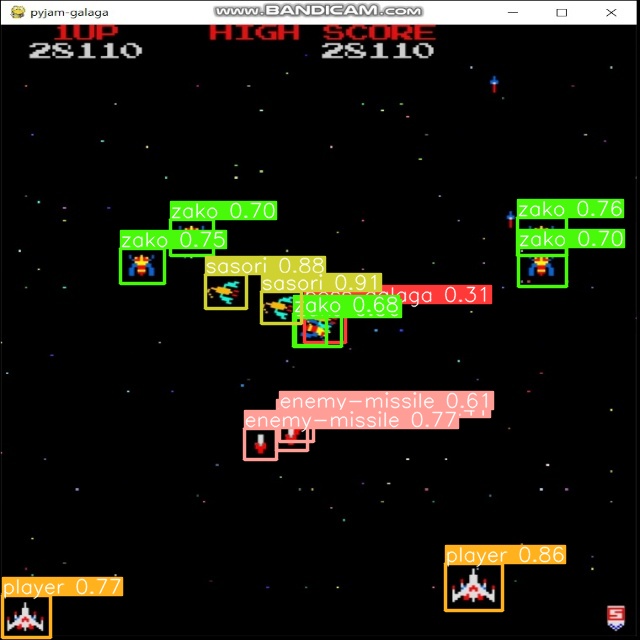 pyjam-galaga
www.BANDICAM.com
1UP HIGH SCORE
28110 28110
zako 0.70
zako 0.76
zako 0.75
zako 0.70
sasori 0.88
sasori 0.91
galaga 0.31
zako 0.68
enemy-missile 0.61
enemy-missile 0.77
player 0.86
player 0.77
S